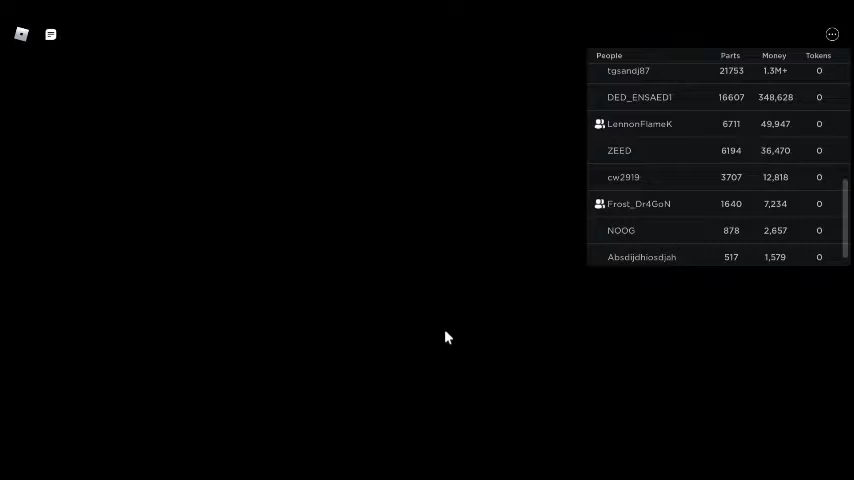 People Parts Money Tokens
tgsandj87 21753 1.3M+ 0
DED_ENSAED1 16607 348,628 0
LennonFlameK 6711 49,947 0
ZEED 6194 36,470 0
cw2919 3707 12,818 0
Frost_Dr4GoN 1640 7,234 0
NOOG 878 2,657 0
Absdijdhiosdjah 517 1,579 0